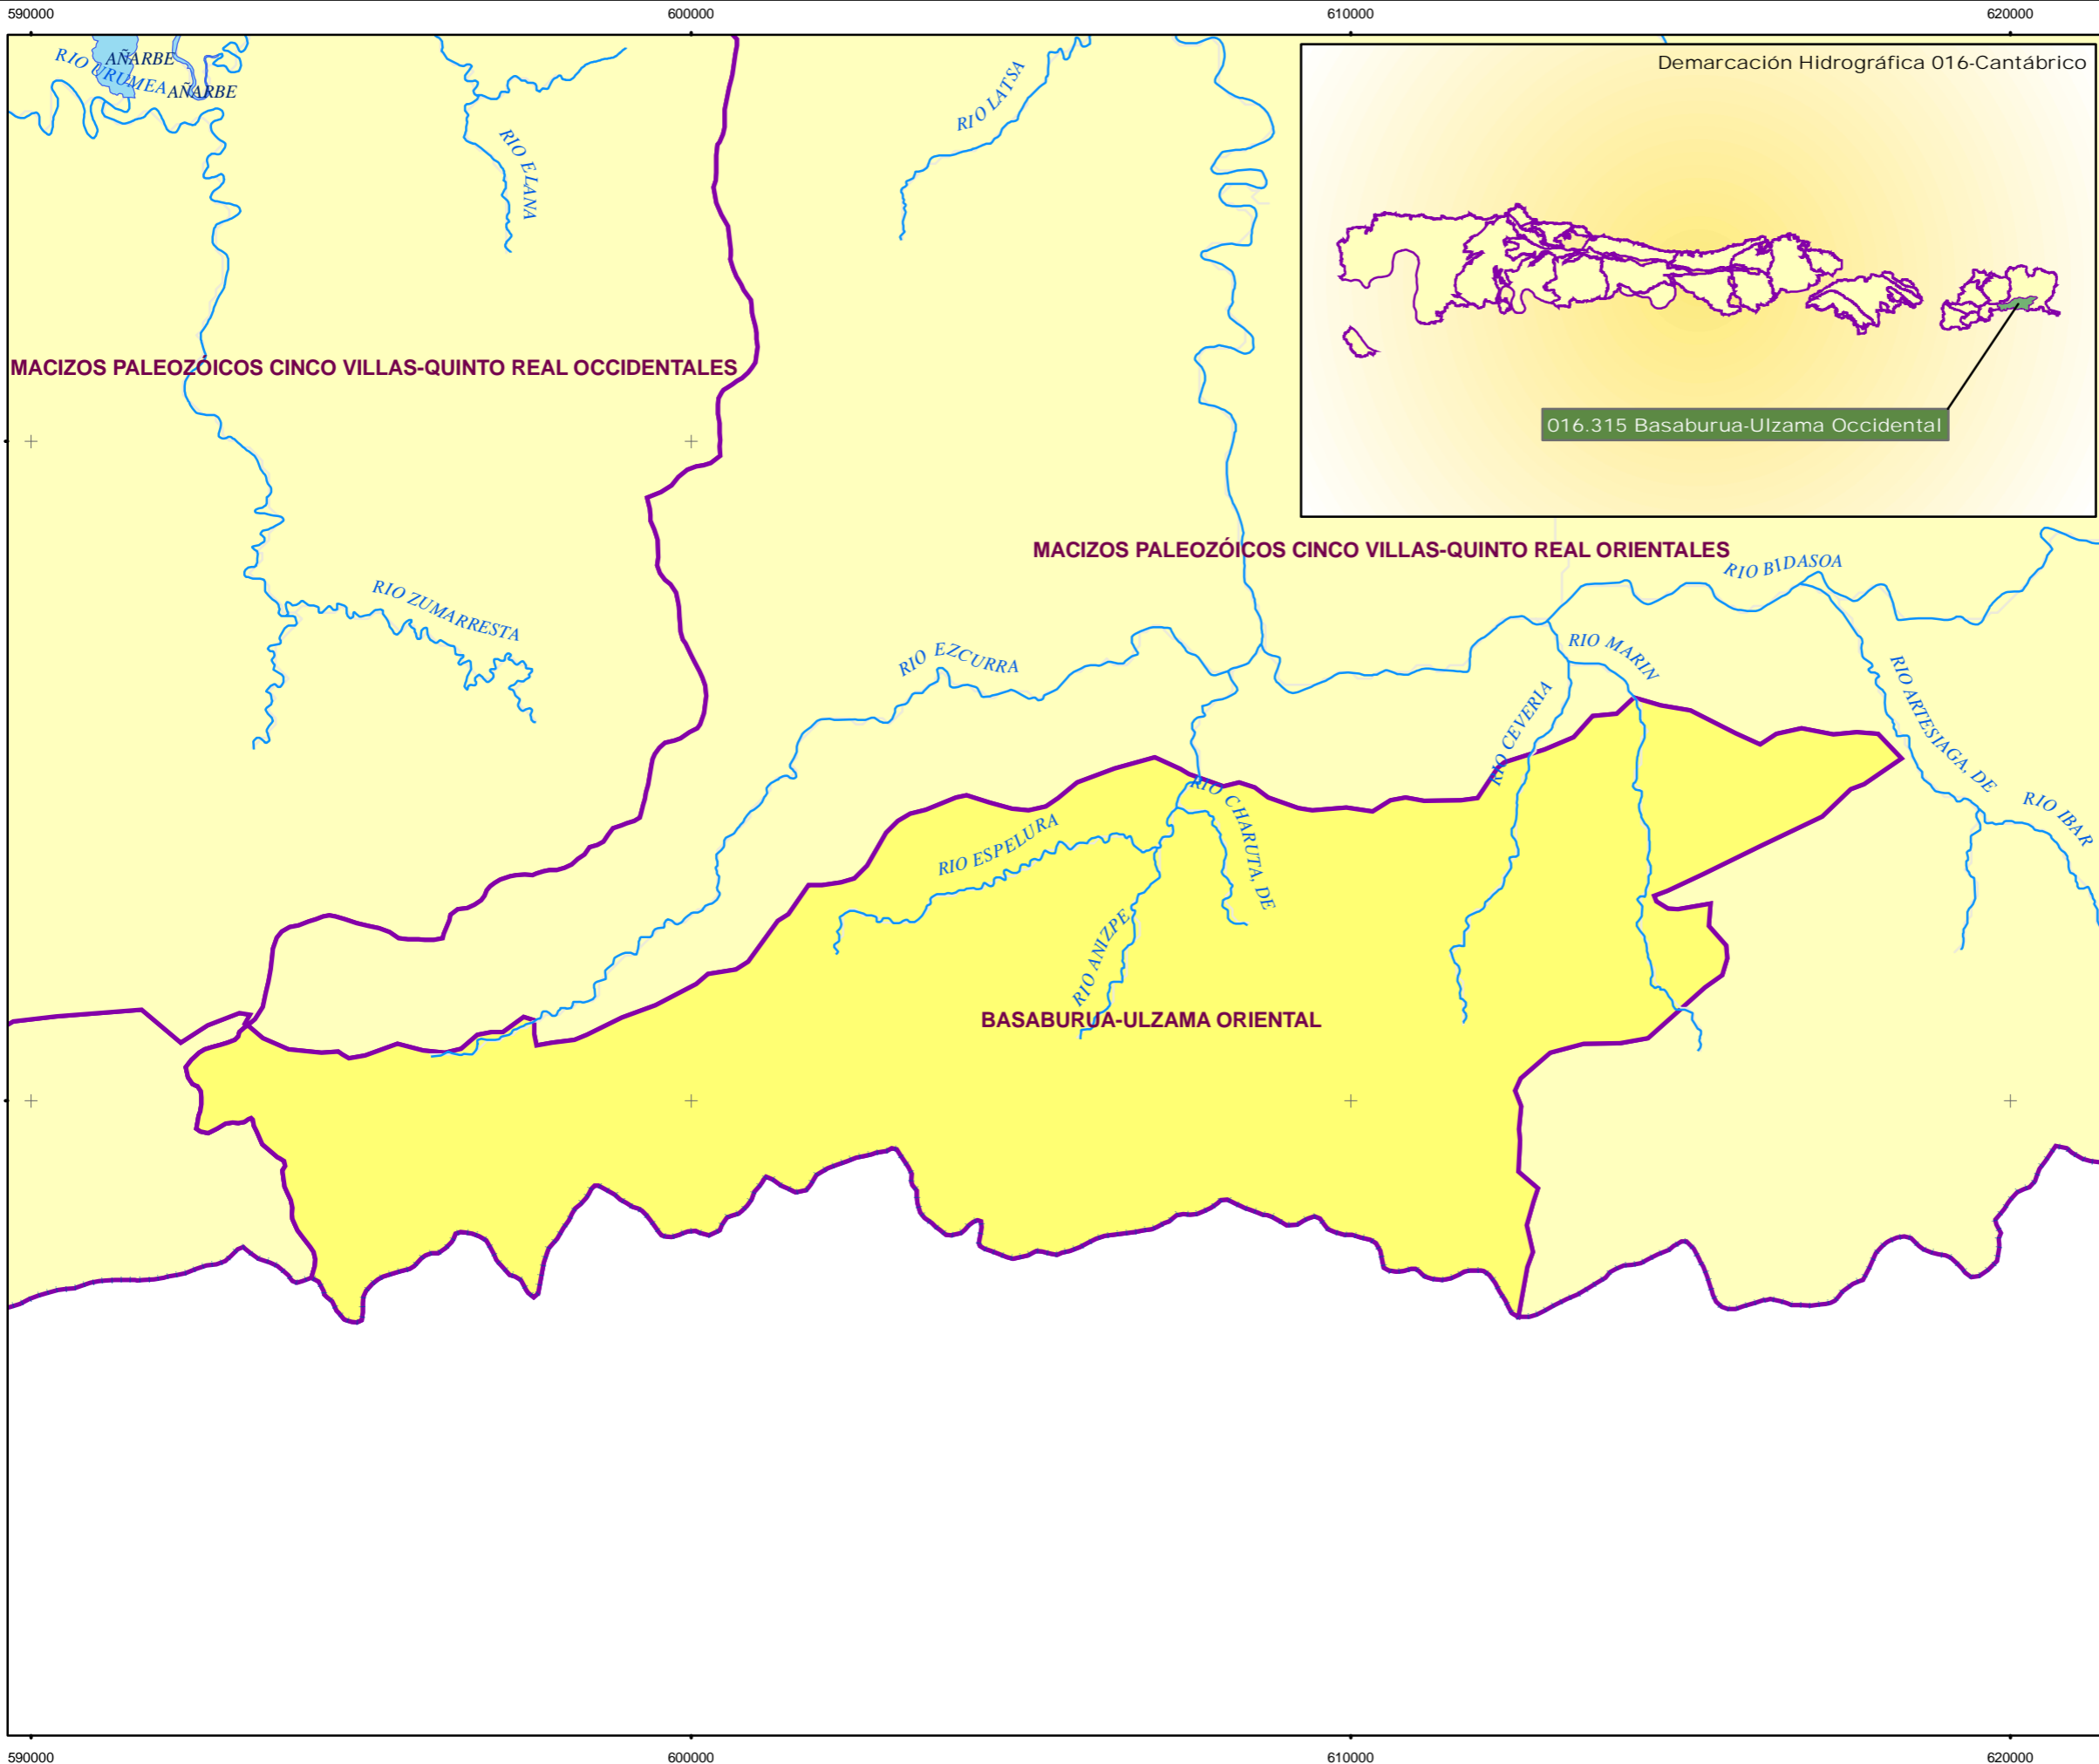 590000
600000
610000
620000
Demarcación Hidrográfica 016-Cantábrico
016.315 Basaburua-Ulzama Occidental
AÑARBE
RIO URUMEA
AÑARBE
RIO ELANA
RIO LATSA
MACIZOS PALEOZÓICOS CINCO VILLAS-QUINTO REAL OCCIDENTALES
MACIZOS PALEOZÓICOS CINCO VILLAS-QUINTO REAL ORIENTALES
RIO BIDASOA
RIO ZUMARRESTA
RIO EZCURRA
RIO MARIN
RIO CEVERIA
RIO ARTESIAGA, DE
RIO IBAR
RIO CHARUTA, DE
RIO ESPELURA
RIO ANIZPE
BASABURUA-ULZAMA ORIENTAL
590000
600000
610000
620000